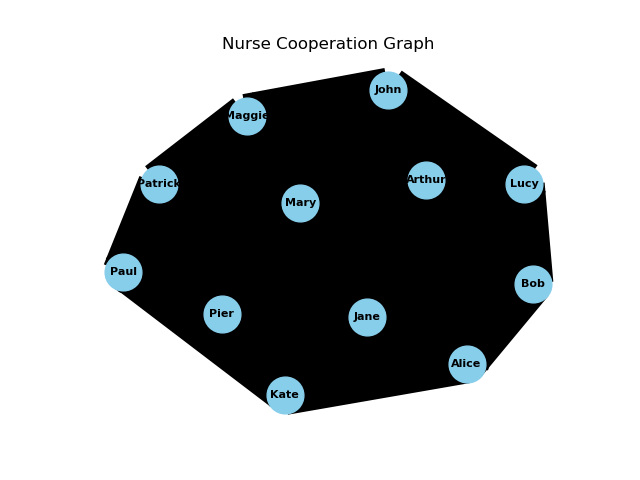 Nurse Cooperation Graph
John
Maggie
Arthur
Patrick
Lucy
Mary
Paul
Bob
Pier
Jane
Alice
Kate